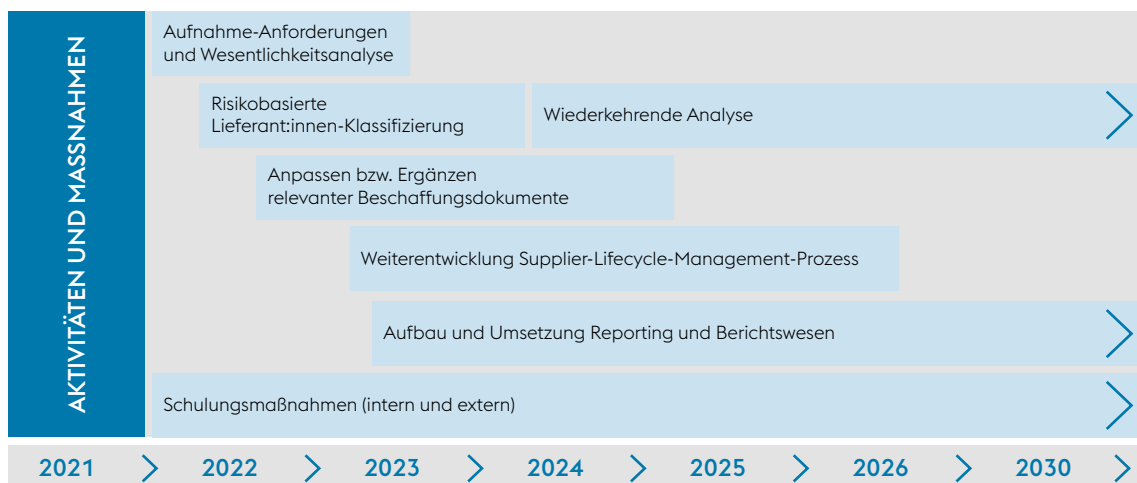 AKTIVITÄTEN UND MASSNAHMEN
Aufnahme-Anforderungen
und Wesentlichkeitsanalyse
Risikobasierte
Lieferant:innen-Klassifizierung
Wiederkehrende Analyse
Anpassen bzw. Ergänzen
relevanter Beschaffungsdokumente
Weiterentwicklung Supplier-Lifecycle-Management-Prozess
Aufbau und Umsetzung Reporting und Berichtswesen
Schulungsmaßnahmen (intern und extern)
2021 2022 2023 2024 2025 2026 2030